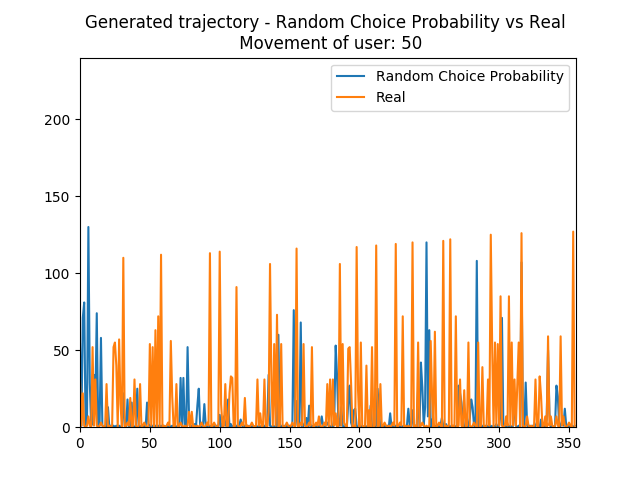 Generated trajectory - Random Choice Probability vs Real
Movement of user: 50
Random Choice Probability
Real
200
150
100
50
0
0 50 100 150 200 250 300 350